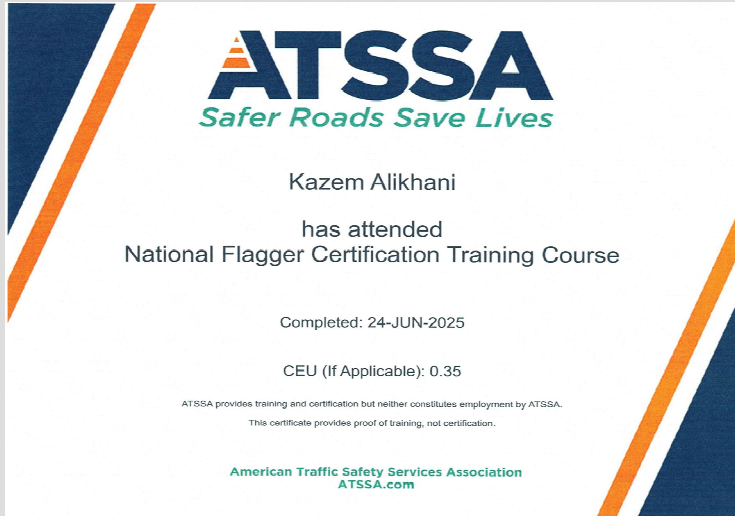 ATSSA
Safer Roads Save Lives
Kazem Alikhani
has attended
National Flagger Certification Training Course
Completed: 24-JUN-2025
CEU (If Applicable): 0.35
ATSSA provides training and certification but neither constitutes employment by ATSSA.
This certificate provides proof of training, not certification.
American Traffic Safety Services Association
ATSSA.com